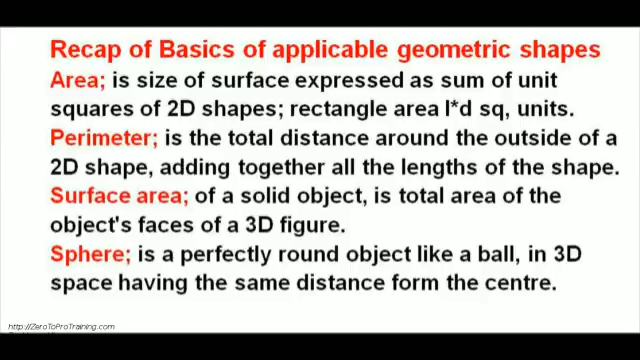 Recap of Basics of applicable geometric shapes
Area; is size of surface expressed as sum of unit
squares of 2D shapes; rectangle area l*d sq, units.
Perimeter; is the total distance around the outside of a
2D shape, adding together all the lengths of the shape.
Surface area; of a solid object, is total area of the
object's faces of a 3D figure.
Sphere; is a perfectly round object like a ball, in 3D
space having the same distance form the centre.
http://ZeroToProTraining.com